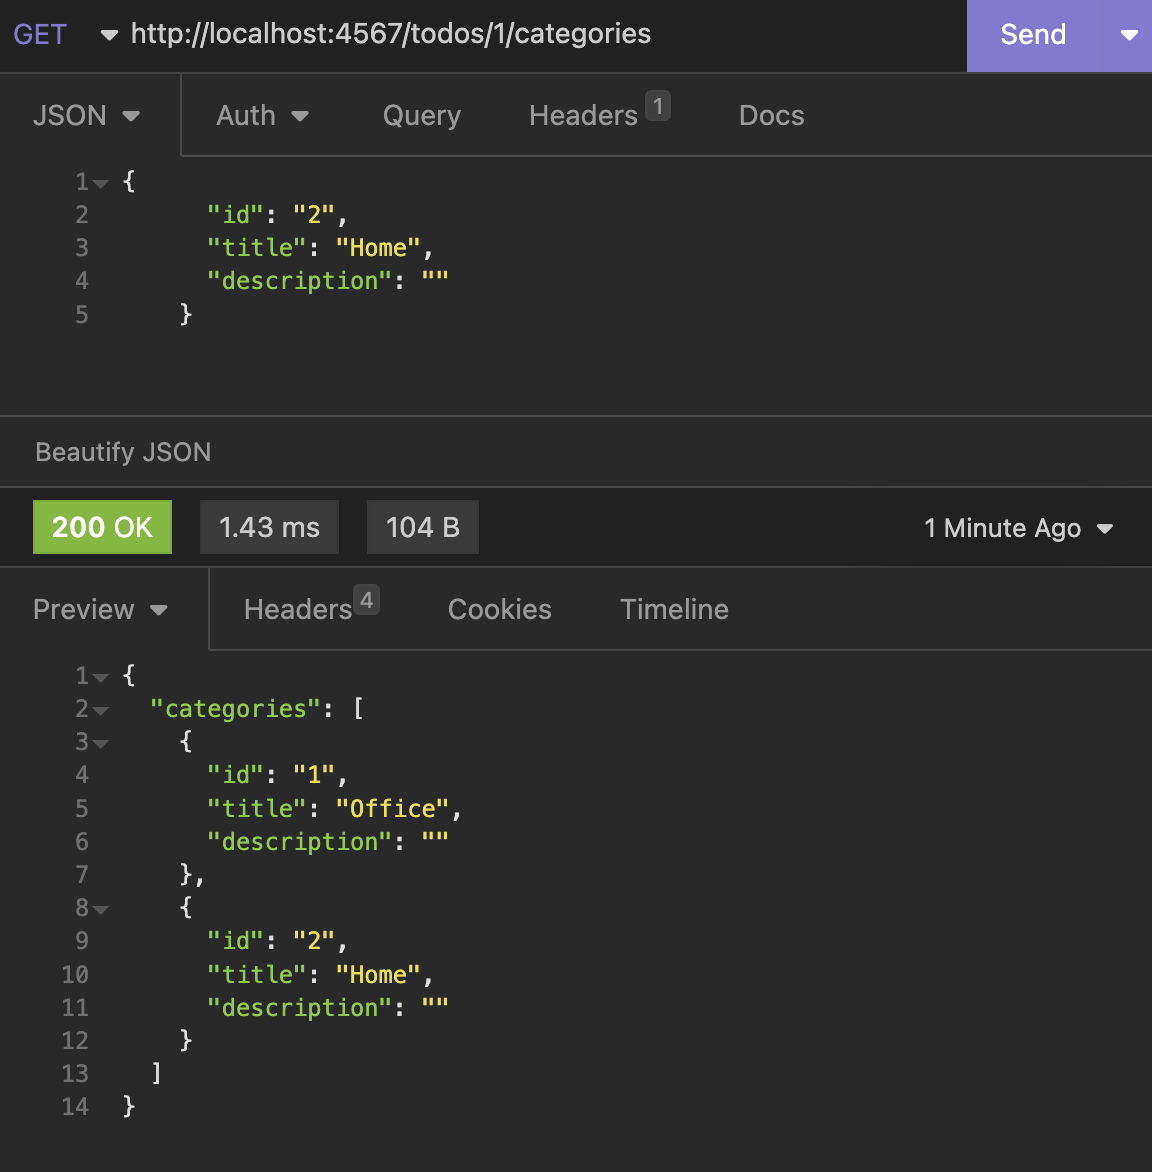 GET http://localhost:4567/todos/1/categories Send
JSON Auth Query Headers 1 Docs
1 {
2 "id": "2",
3 "title": "Home",
4 "description": ""
5 }
Beautify JSON
200 OK 1.43 ms 104 B 1 Minute Ago
Preview Headers 4 Cookies Timeline
1 {
2 "categories": [
3 {
4 "id": "1",
5 "title": "Office",
6 "description": ""
7 },
8 {
9 "id": "2",
10 "title": "Home",
11 "description": ""
12 }
13 ]
14 }